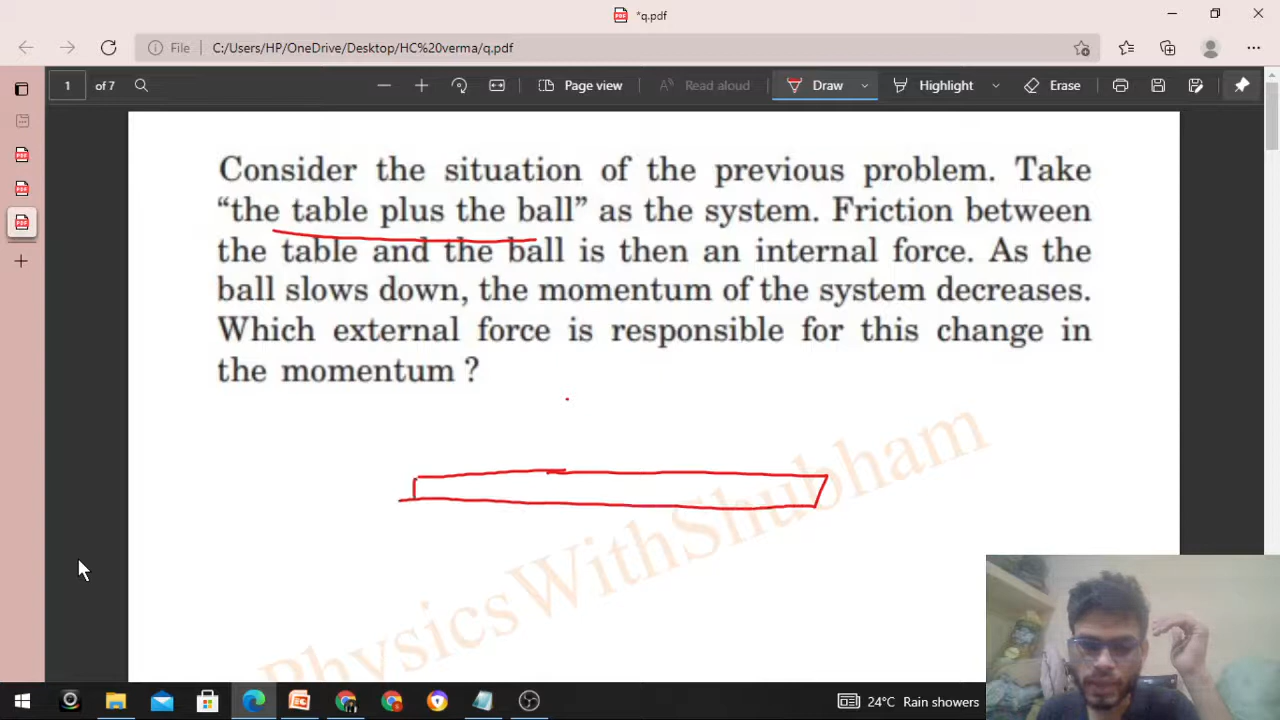 *q.pdf
File C:/Users/HP/OneDrive/Desktop/HC%20verma/q.pdf
1 of 7 Page view Read aloud Draw Highlight Erase
Consider the situation of the previous problem. Take
“the table plus the ball” as the system. Friction between
the table and the ball is then an internal force. As the
ball slows down, the momentum of the system decreases.
Which external force is responsible for this change in
the momentum ?
PhysicsWithShubham
24°C Rain showers